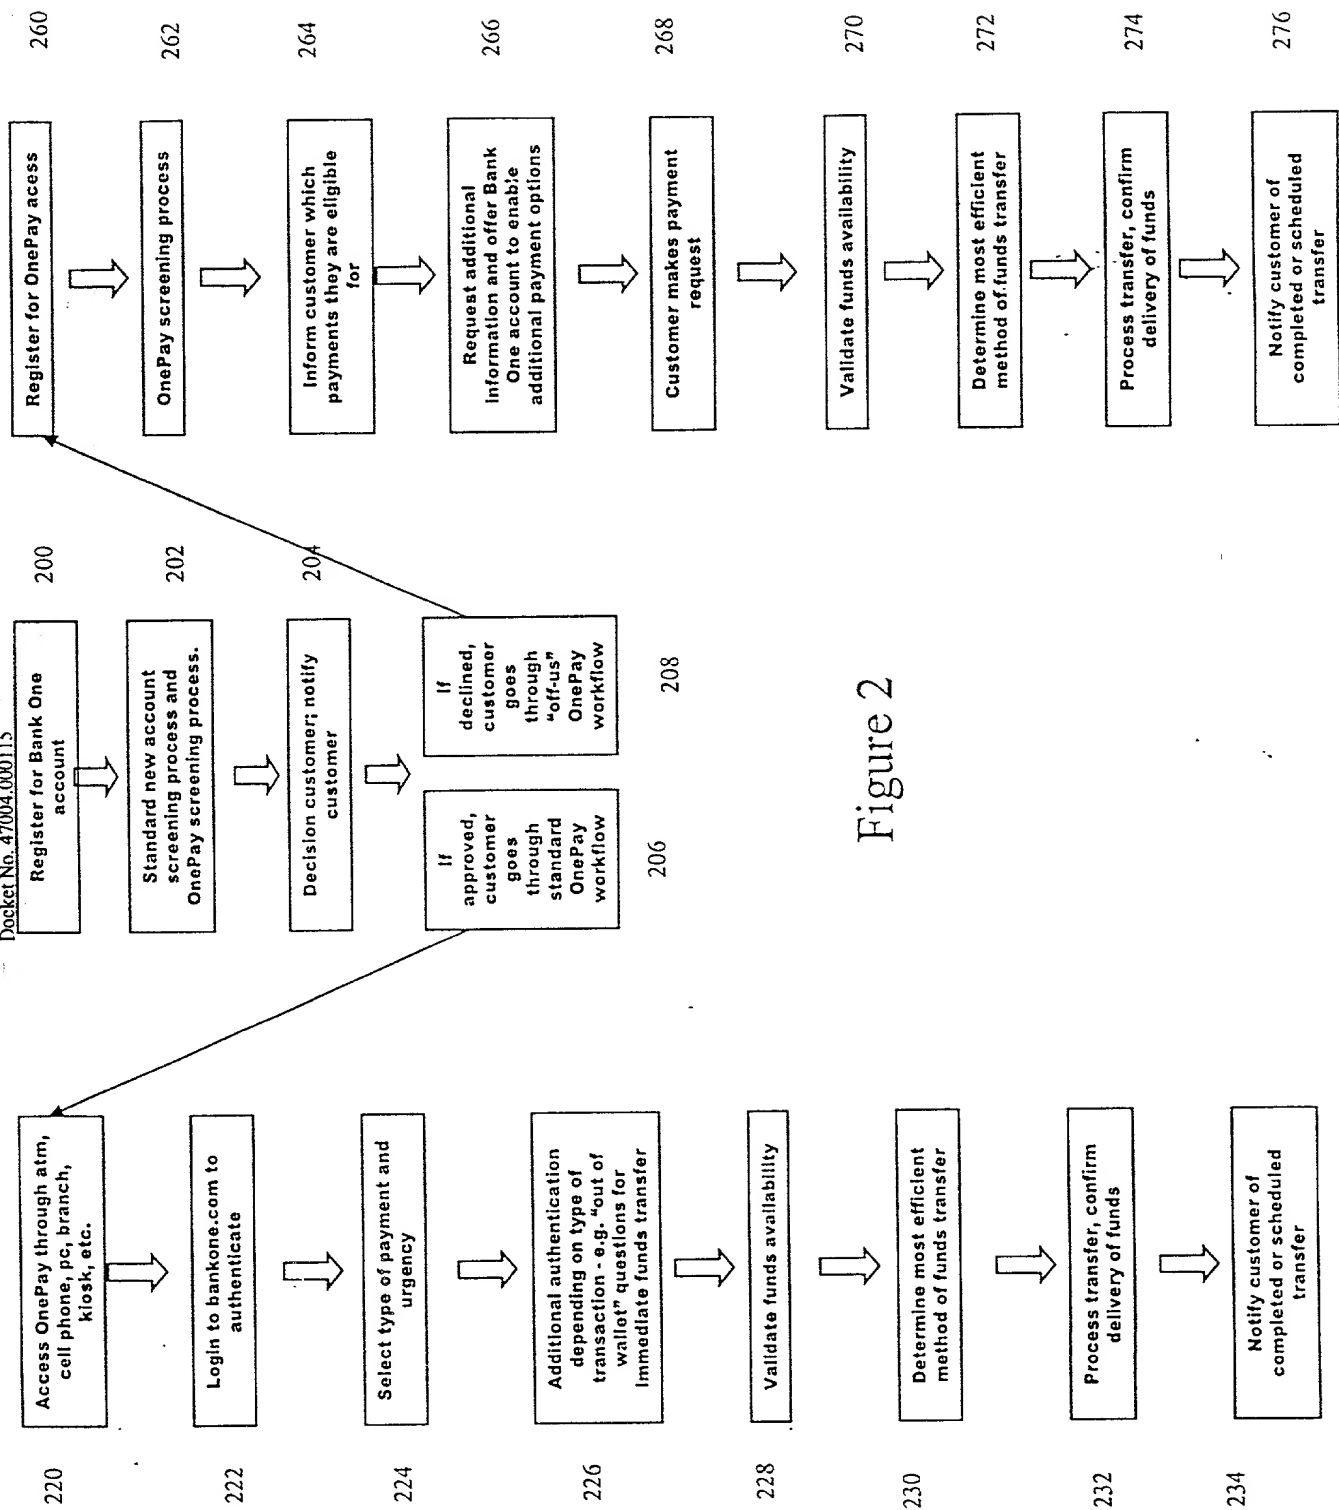 Docket No. 47004.000115
220
Access OnePay through atm,
cell phone, pc, branch,
kiosk, etc.
222
Login to bankone.com to
authenticate
224
Select type of payment and
urgency
226
Additional authentication
depending on type of
transaction - e.g. "out of
wallot" questions for
Immediate funds transfer
228
Validate funds availability
230
Determine most efficient
method of funds transfer
232
Process transfer, confirm
delivery of funds
234
Notify customer of
completed or scheduled
transfer
Register for Bank One
account
200
Standard new account
screening process and
OnePay screening process.
202
Decision customer; notify
customer
204
If
approved,
customer
goes
through
standard
OnePay
workflow
206
If
declined,
customer
goes
through
"off-us"
OnePay
workflow
208
Register for OnePay acess
260
OnePay screening process
262
Inform customer which
payments they are eligible
for
264
Request additional
Information and offer Bank
One account to enable
additional payment options
266
Customer makes payment
request
268
Validate funds availability
270
Determine most efficient
method of funds transfer
272
Process transfer, confirm
delivery of funds
274
Notify customer of
completed or scheduled
transfer
276
Figure 2